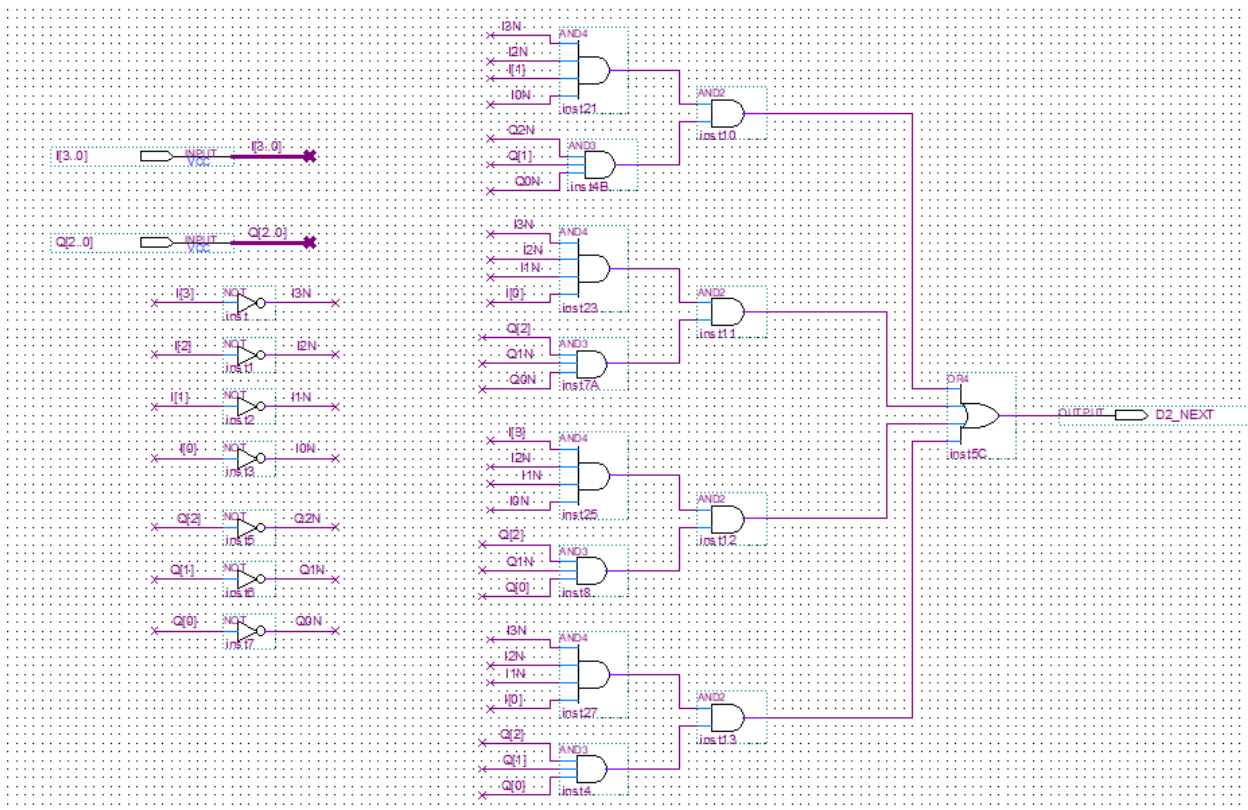 I[3..0]
INPUT
VCC
I[3..0]
Q[2..0]
INPUT
VCC
Q[2..0]
I[3]
NOT
I3N
inst
I[2]
NOT
I2N
inst1
I[1]
NOT
I1N
inst2
I[0]
NOT
I0N
inst3
Q[2]
NOT
Q2N
inst5
Q[1]
NOT
Q1N
inst6
Q[0]
NOT
Q0N
inst7
I3N
I2N
I[1]
I0N
AND4
inst21
Q2N
Q[1]
Q0N
AND3
inst4B
AND2
inst10
I3N
I2N
I1N
I[0]
AND4
inst23
Q[2]
Q1N
Q0N
AND3
inst7A
AND2
inst11
I[3]
I2N
I1N
I0N
AND4
inst25
Q[2]
Q1N
Q[0]
AND3
inst8
AND2
inst12
I3N
I2N
I1N
I[0]
AND4
inst27
Q[2]
Q[1]
Q[0]
AND3
inst4
AND2
inst13
OR4
inst5C
OUTPUT
D2_NEXT